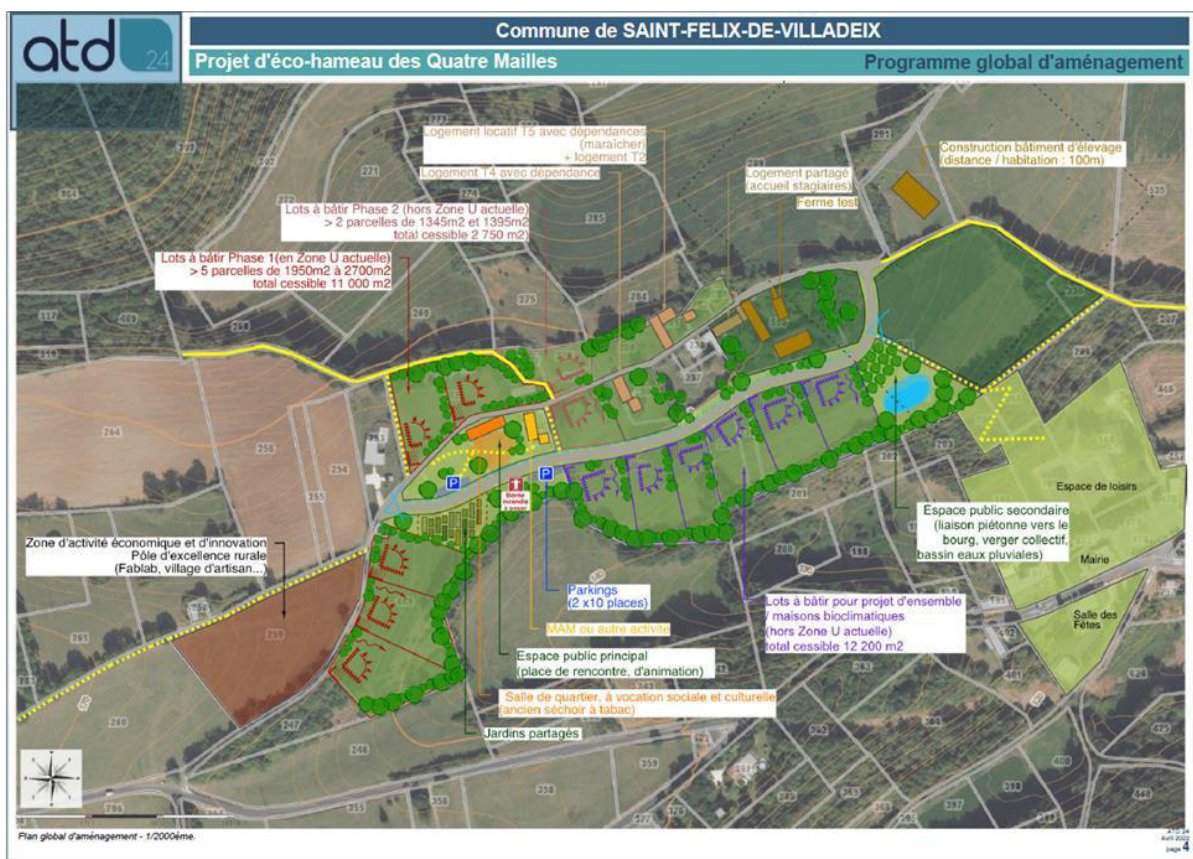 atd 24
Commune de SAINT-FELIX-DE-VILLADEIX
Projet d'éco-hameau des Quatre Mailles
Programme global d'aménagement
Logement locatif T5 avec dépendances
(maraîcher)
+ logement T2
Logement T4 avec dépendance
Construction bâtiment d'élevage
(distance / habitation : 100m)
Logement partagé
(accueil stagiaires)
Ferme test
Lots à bâtir Phase 2 (hors Zone U actuelle)
> 2 parcelles de 1345m2 et 1395m2
total cessible 2 750 m2)
Lots à bâtir Phase 1(en Zone U actuelle)
> 5 parcelles de 1950m2 à 2700m2
total cessible 11 000 m2
P
P
Borne
incendie
à poser
Espace de loisirs
Mairie
Salle des
Fêtes
Espace public secondaire
(liaison piétonne vers le
bourg, verger collectif,
bassin eaux pluviales)
Zone d'activité économique et d'innovation
Pôle d'excellence rurale
(Fablab, village d'artisan...)
Parkings
(2 x10 places)
Lots à bâtir pour projet d'ensemble
/ maisons bioclimatiques
(hors Zone U actuelle)
total cessible 12 200 m2
MAM ou autre activité
Espace public principal
(place de rencontre, d'animation)
Salle de quartier, à vocation sociale et culturelle
(ancien séchoir à tabac)
Jardins partagés
Plan global d'aménagement - 1/2000ème.
ATD 24
Avril 2022
page 4